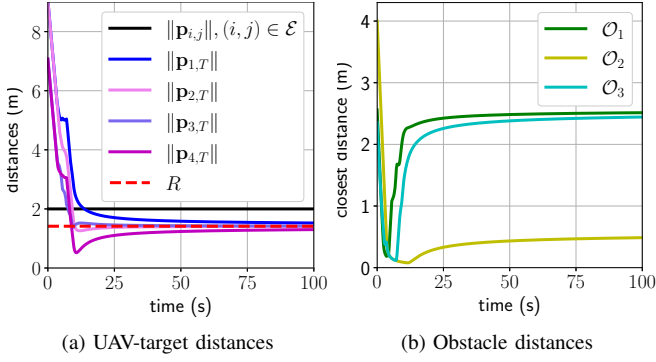 ‖p_{i,j}‖, (i, j) ∈ ℰ
‖p_{1,T}‖
‖p_{2,T}‖
‖p_{3,T}‖
‖p_{4,T}‖
R
distances (m)
8
6
4
2
0
0 25 50 75 100
time (s)
(a) UAV-target distances
𝒪_1
𝒪_2
𝒪_3
closest distance (m)
4
3
2
1
0
0 25 50 75 100
time (s)
(b) Obstacle distances